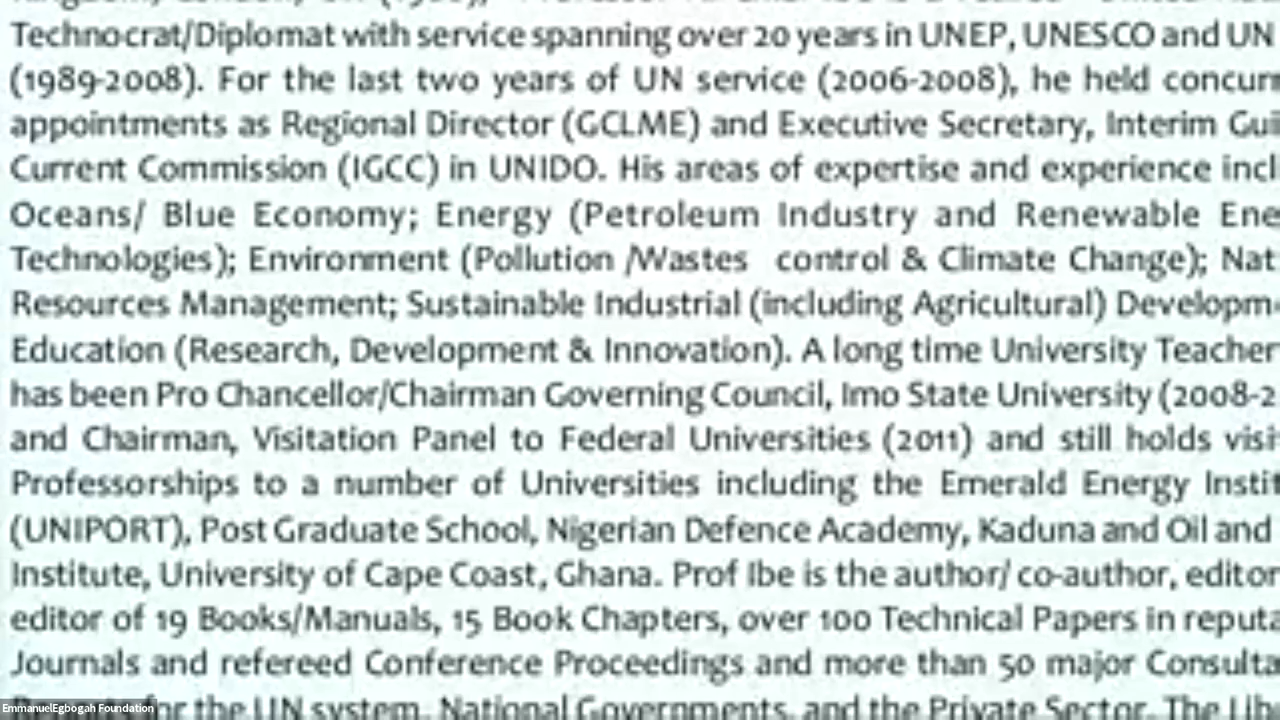 Technocrat/Diplomat with service spanning over 20 years in UNEP, UNESCO and UN
(1989-2008). For the last two years of UN service (2006-2008), he held concurr
appointments as Regional Director (GCLME) and Executive Secretary, Interim Gui
Current Commission (IGCC) in UNIDO. His areas of expertise and experience incl
Oceans/ Blue Economy; Energy (Petroleum Industry and Renewable Ene
Technologies); Environment (Pollution /Wastes control & Climate Change); Nat
Resources Management; Sustainable Industrial (including Agricultural) Developm
Education (Research, Development & Innovation). A long time University Teacher
has been Pro Chancellor/Chairman Governing Council, Imo State University (2008-2
and Chairman, Visitation Panel to Federal Universities (2011) and still holds visi
Professorships to a number of Universities including the Emerald Energy Instit
(UNIPORT), Post Graduate School, Nigerian Defence Academy, Kaduna and Oil and
Institute, University of Cape Coast, Ghana. Prof Ibe is the author/ co-author, editor
editor of 19 Books/Manuals, 15 Book Chapters, over 100 Technical Papers in reputa
Journals and refereed Conference Proceedings and more than 50 major Consulta
for the UN system, National Governments, and the Private Sector. The Libr
EmmanuelEgbogah Foundation